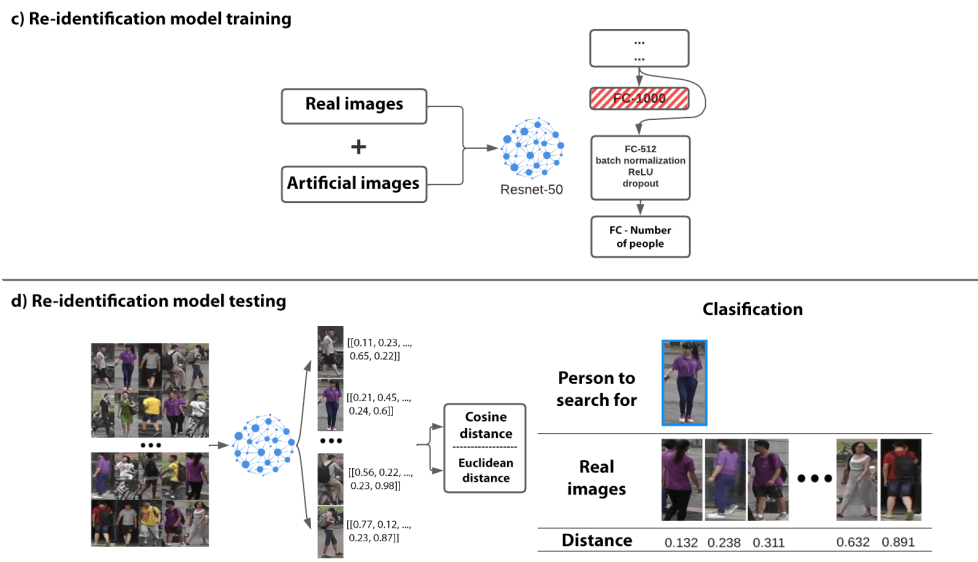 c) Re-identification model training
...
...
FC-1000
Real images
+
Artificial images
Resnet-50
FC-512
batch normalization
ReLU
dropout
FC - Number
of people
d) Re-identification model testing
Clasification
[[0.11, 0.23, ...,
0.65, 0.22]]
[[0.21, 0.45, ...,
0.24, 0.6]]
...
...
[[0.56, 0.22, ...,
0.23, 0.98]]
[[0.77, 0.12, ...,
0.23, 0.87]]
Cosine
distance
Euclidean
distance
Person to
search for
Real
images
...
Distance
0.132 0.238 0.311 0.632 0.891